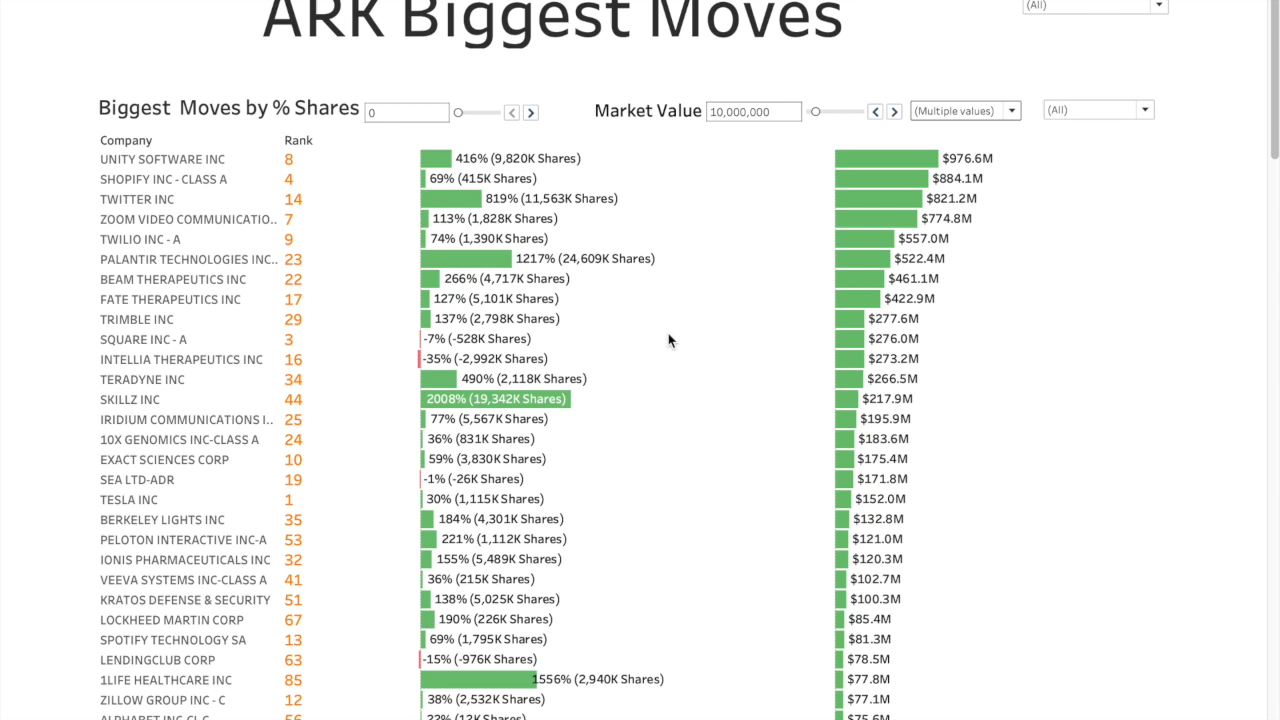 ARK Biggest Moves
(All)
Biggest Moves by % Shares 0 Market Value 10,000,000 (Multiple values) (All)
Company Rank
UNITY SOFTWARE INC 8 416% (9,820K Shares) $976.6M
SHOPIFY INC - CLASS A 4 69% (415K Shares) $884.1M
TWITTER INC 14 819% (11,563K Shares) $821.2M
ZOOM VIDEO COMMUNICATIO.. 7 113% (1,828K Shares) $774.8M
TWILIO INC - A 9 74% (1,390K Shares) $557.0M
PALANTIR TECHNOLOGIES INC.. 23 1217% (24,609K Shares) $522.4M
BEAM THERAPEUTICS INC 22 266% (4,717K Shares) $461.1M
FATE THERAPEUTICS INC 17 127% (5,101K Shares) $422.9M
TRIMBLE INC 29 137% (2,798K Shares) $277.6M
SQUARE INC - A 3 -7% (-528K Shares) $276.0M
INTELLIA THERAPEUTICS INC 16 -35% (-2,992K Shares) $273.2M
TERADYNE INC 34 490% (2,118K Shares) $266.5M
SKILLZ INC 44 2008% (19,342K Shares) $217.9M
IRIDIUM COMMUNICATIONS I.. 25 77% (5,567K Shares) $195.9M
10X GENOMICS INC-CLASS A 24 36% (831K Shares) $183.6M
EXACT SCIENCES CORP 10 59% (3,830K Shares) $175.4M
SEA LTD-ADR 19 -1% (-26K Shares) $171.8M
TESLA INC 1 30% (1,115K Shares) $152.0M
BERKELEY LIGHTS INC 35 184% (4,301K Shares) $132.8M
PELOTON INTERACTIVE INC-A 53 221% (1,112K Shares) $121.0M
IONIS PHARMACEUTICALS INC 32 155% (5,489K Shares) $120.3M
VEEVA SYSTEMS INC-CLASS A 41 36% (215K Shares) $102.7M
KRATOS DEFENSE & SECURITY 51 138% (5,025K Shares) $100.3M
LOCKHEED MARTIN CORP 67 190% (226K Shares) $85.4M
SPOTIFY TECHNOLOGY SA 13 69% (1,795K Shares) $81.3M
LENDINGCLUB CORP 63 -15% (-976K Shares) $78.5M
1LIFE HEALTHCARE INC 85 1556% (2,940K Shares) $77.8M
ZILLOW GROUP INC - C 12 38% (2,532K Shares) $77.1M
ALPHABET INC-CL C 56 22% (12K Shares) $75.6M